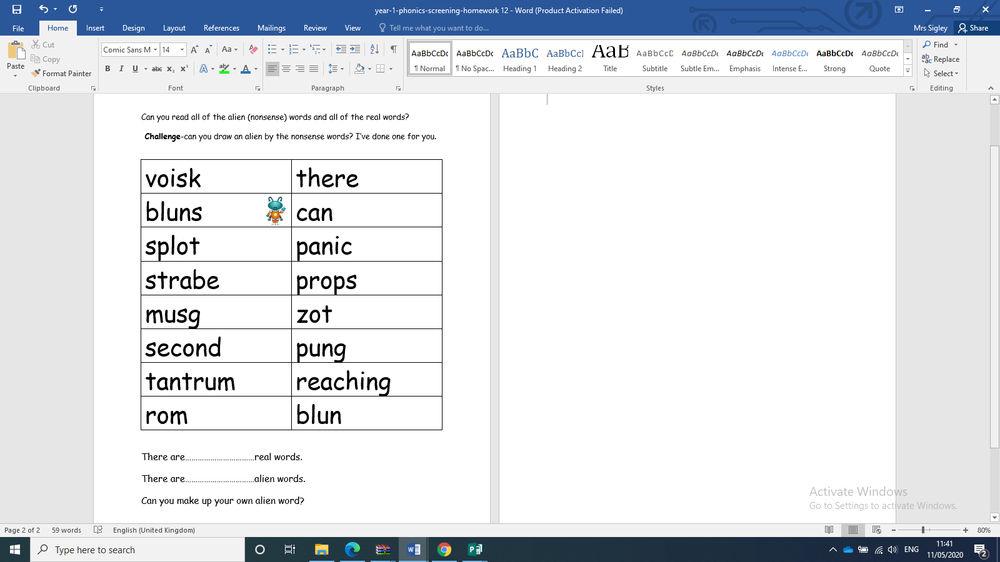 year-1-phonics-screening-homework 12 - Word (Product Activation Failed)
File Home Insert Design Layout References Mailings Review View Tell me what you want to do... Mrs Sigley Share
Paste
Cut
Copy
Format Painter
Clipboard
Comic Sans M 14
Aa
B I U abc x₂ x² A ab A
Font
Paragraph
AaBbCcDc AaBbCcDc AaBbC AaBbCcI AaB AaBbCcD AaBbCcDc AaBbCcDc AaBbCcDc AaBbCcDc AaBbCcDc
¶ Normal ¶ No Spac... Heading 1 Heading 2 Title Subtitle Subtle Em... Emphasis Intense E... Strong Quote
Styles
Find
Replace
Select
Editing
Can you read all of the alien (nonsense) words and all of the real words?
Challenge-can you draw an alien by the nonsense words? I've done one for you.
voisk there
bluns can
splot panic
strabe props
musg zot
second pung
tantrum reaching
rom blun
There are……………………………real words.
There are……………………………alien words.
Can you make up your own alien word?
Activate Windows
Go to Settings to activate Windows.
Page 2 of 2 59 words English (United Kingdom) 80%
Type here to search
ENG
11:41
11/05/2020
2